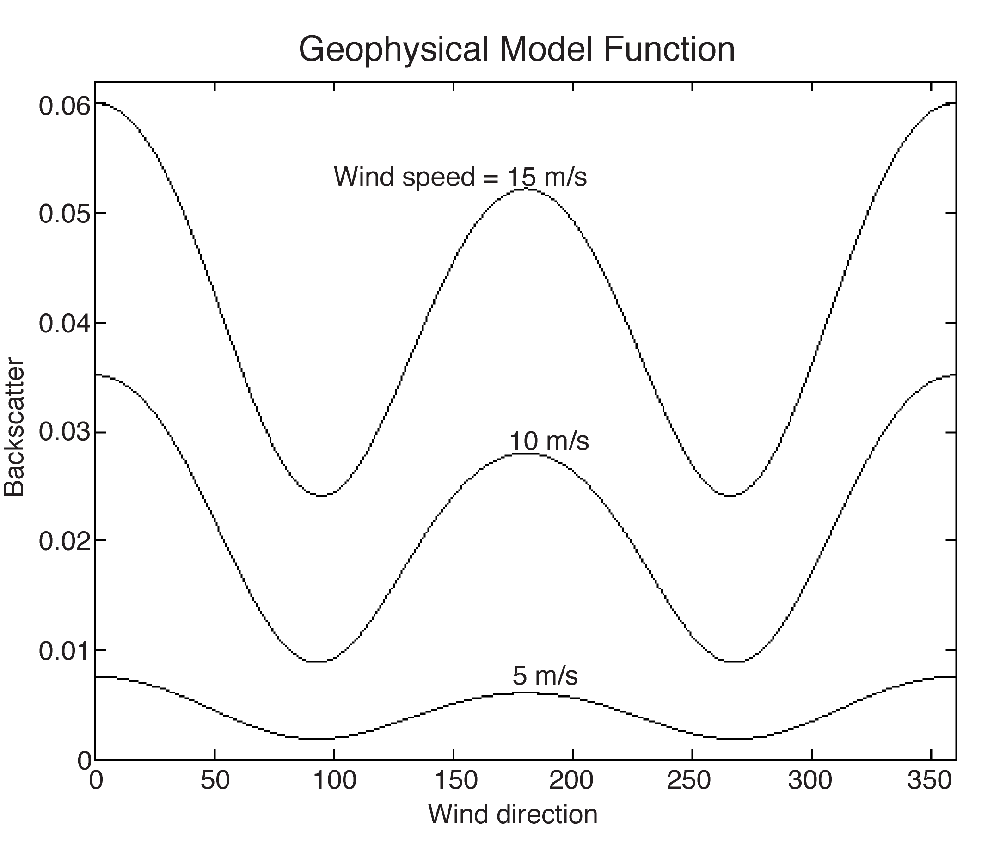 Geophysical Model Function
0.06
Wind speed = 15 m/s
0.05
0.04
Backscatter
0.03
10 m/s
0.02
0.01
5 m/s
0
0 50 100 150 200 250 300 350
Wind direction